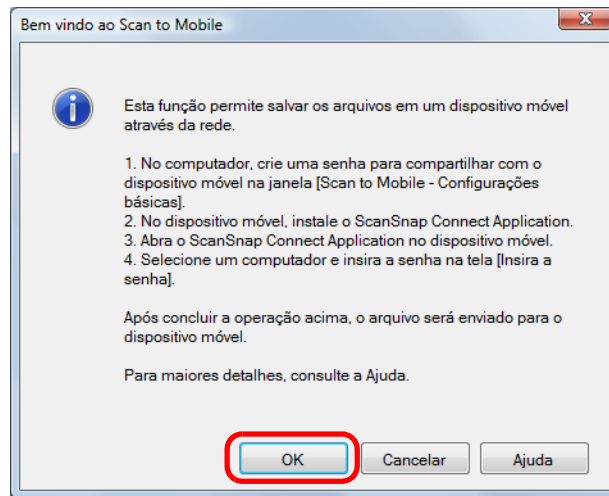 Bem vindo ao Scan to Mobile
Esta função permite salvar os arquivos em um dispositivo móvel
através da rede.
1. No computador, crie uma senha para compartilhar com o
dispositivo móvel na janela [Scan to Mobile - Configurações
básicas].
2. No dispositivo móvel, instale o ScanSnap Connect Application.
3. Abra o ScanSnap Connect Application no dispositivo móvel.
4. Selecione um computador e insira a senha na tela [Insira a
senha].
Após concluir a operação acima, o arquivo será enviado para o
dispositivo móvel.
Para maiores detalhes, consulte a Ajuda.
OK Cancelar Ajuda